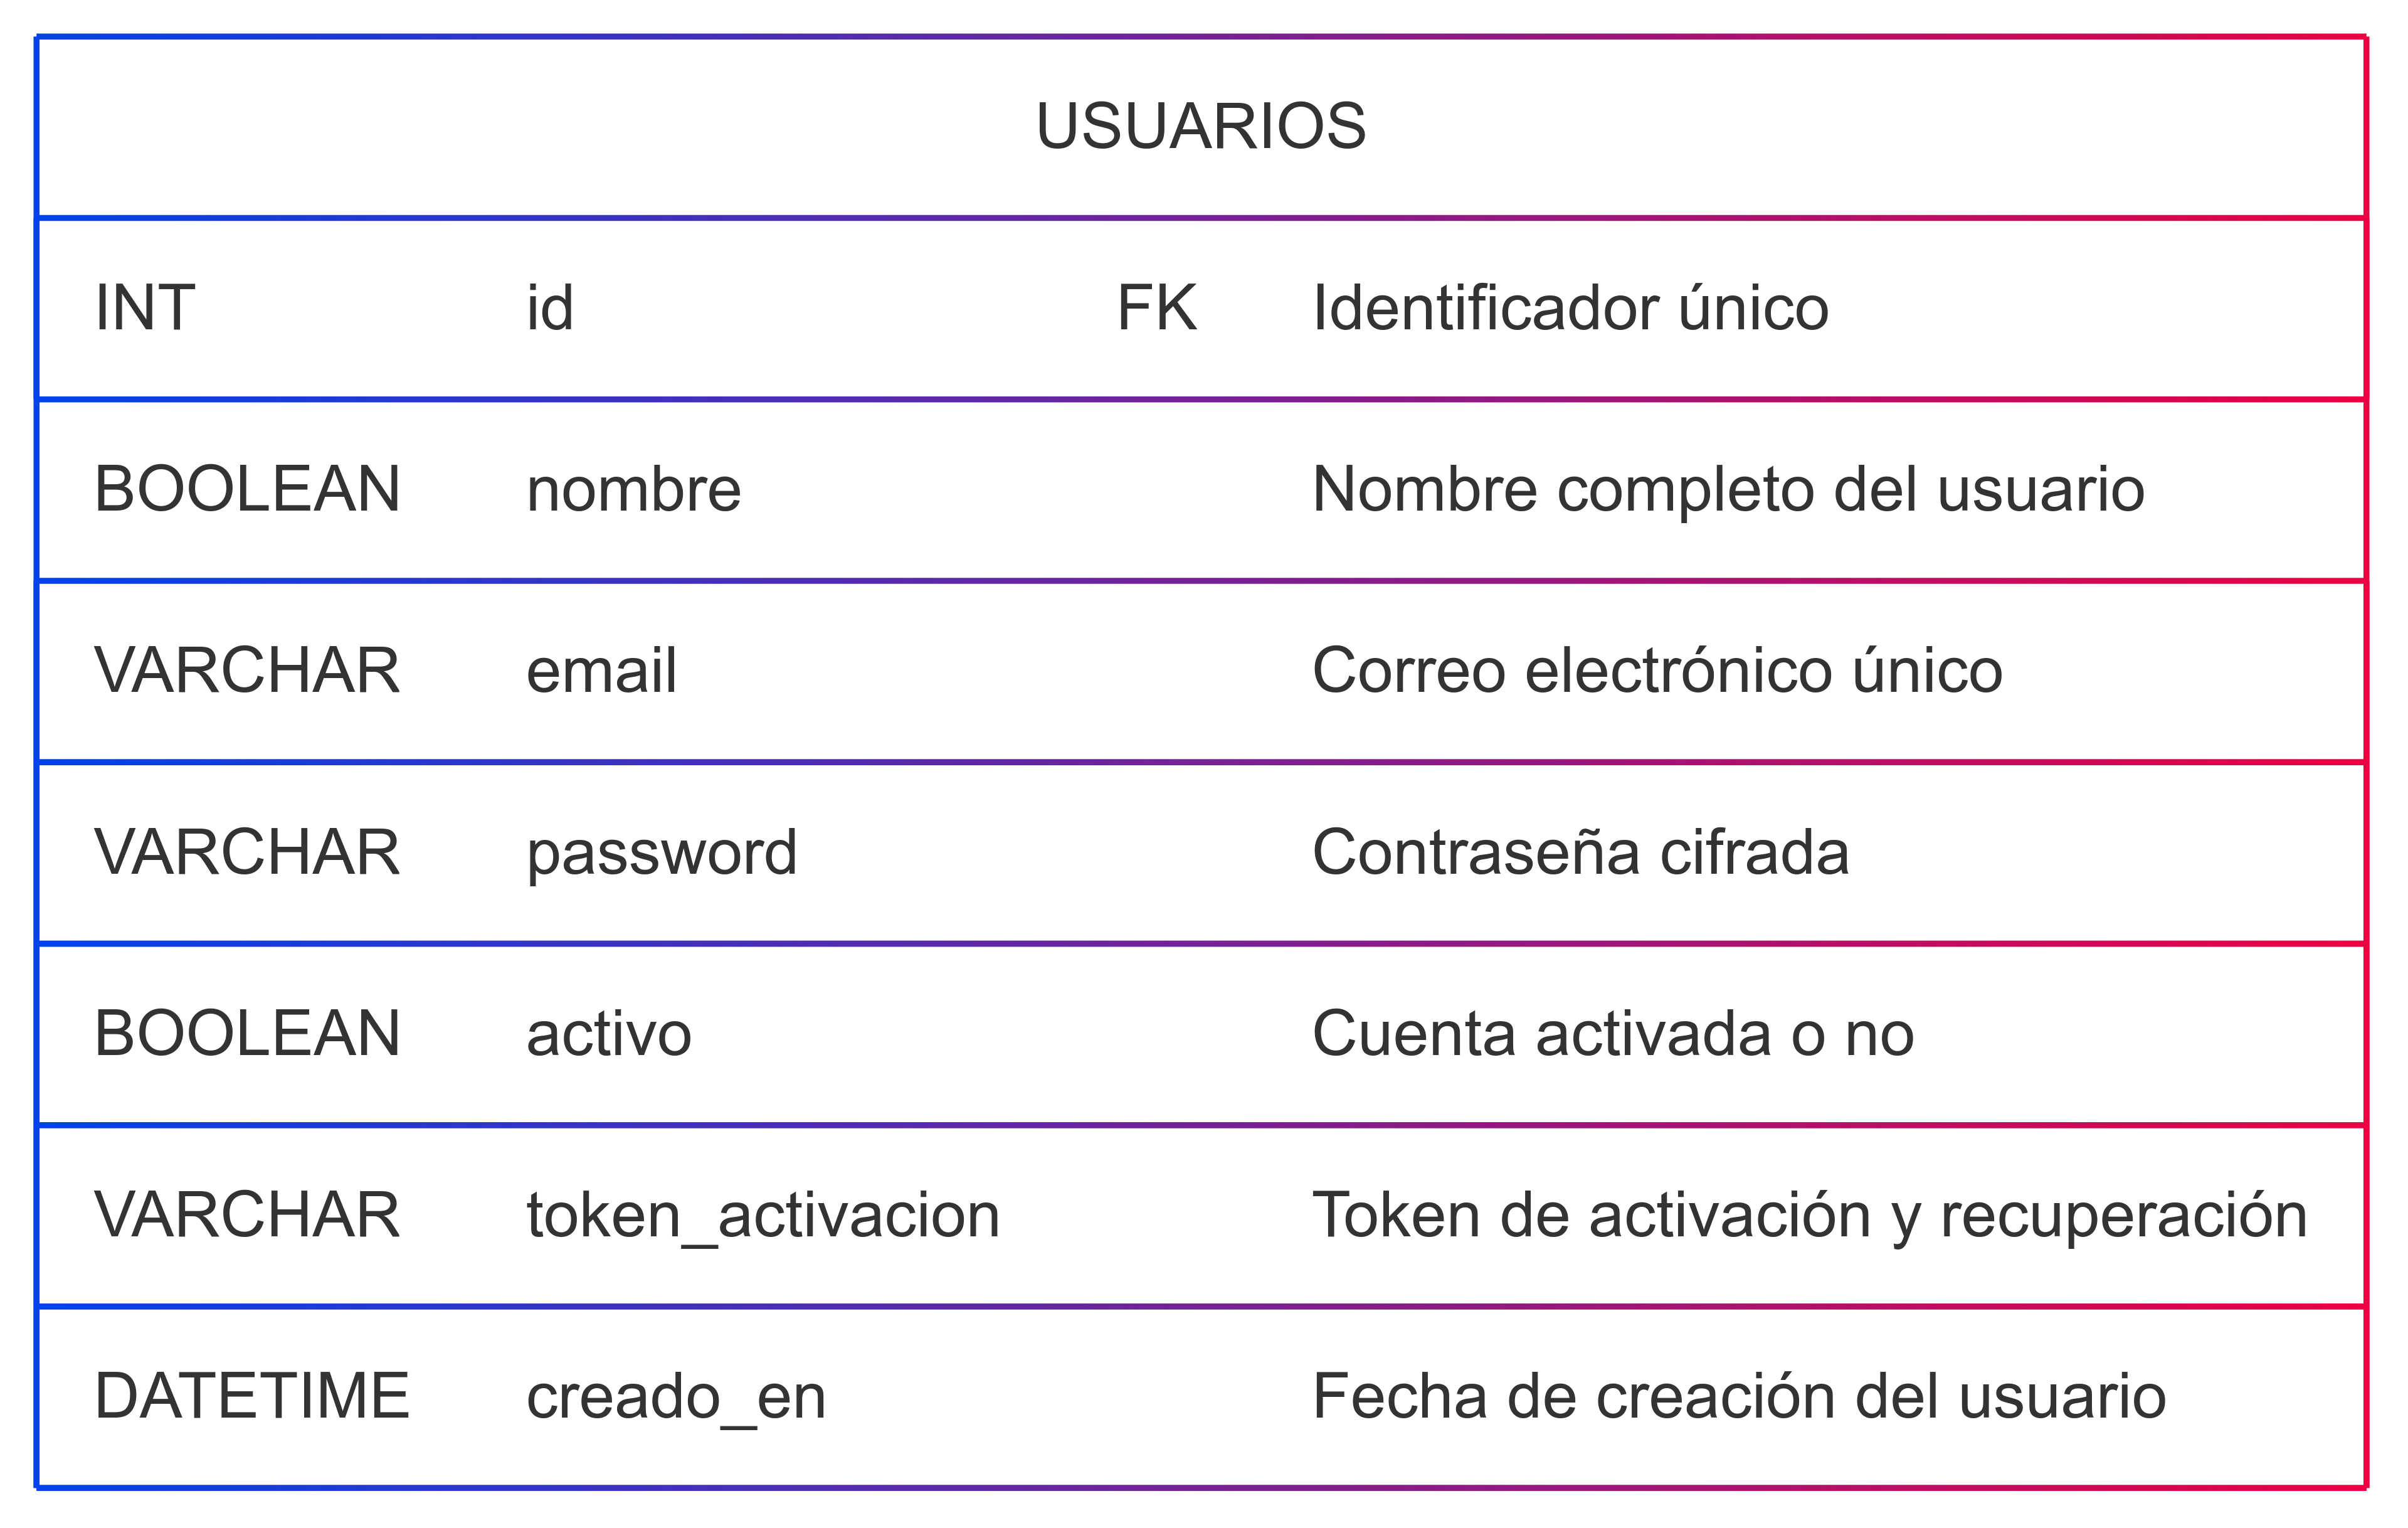 USUARIOS
INT id FK Identificador único
BOOLEAN nombre Nombre completo del usuario
VARCHAR email Correo electrónico único
VARCHAR password Contraseña cifrada
BOOLEAN activo Cuenta activada o no
VARCHAR token_activacion Token de activación y recuperación
DATETIME creado_en Fecha de creación del usuario